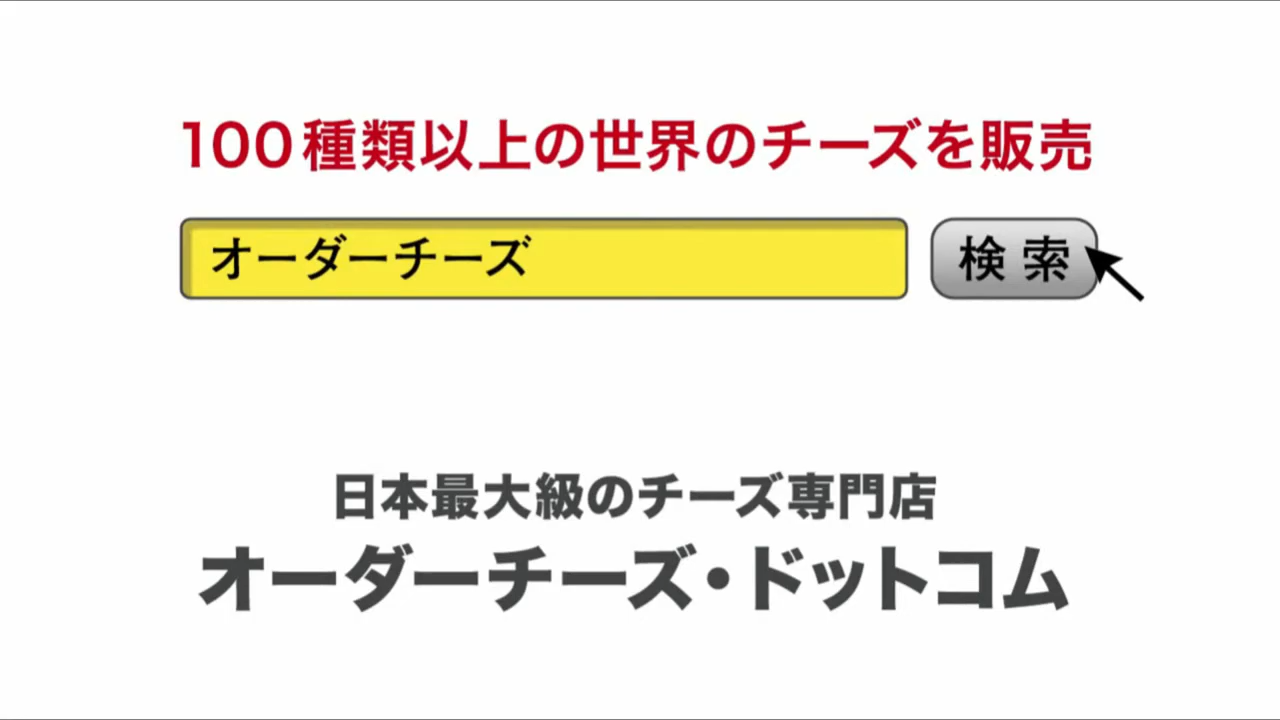 100種類以上の世界のチーズを販売
オーダーチーズ 検索
日本最大級のチーズ専門店
オーダーチーズ・ドットコム